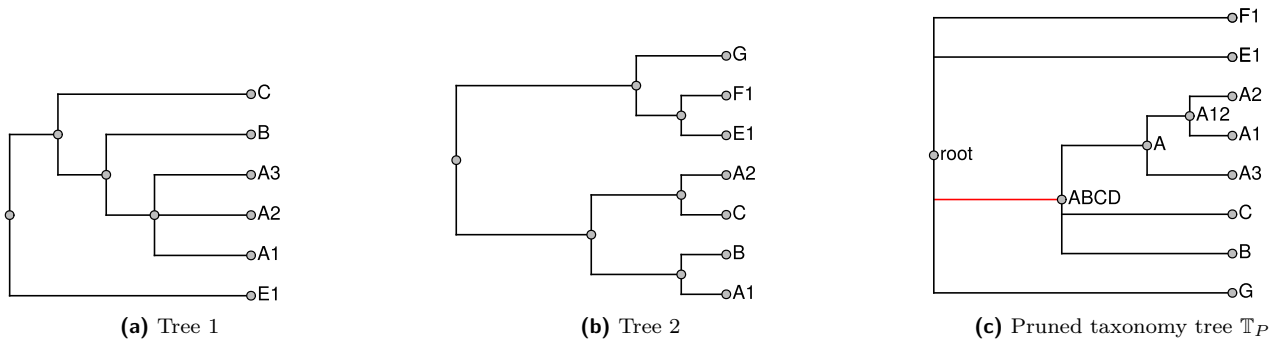 C
B
A3
A2
A1
E1
(a) Tree 1
G
F1
E1
A2
C
B
A1
(b) Tree 2
F1
E1
A2
A12
A1
A
root
A3
ABCD
C
B
G
(c) Pruned taxonomy tree 𝕋P